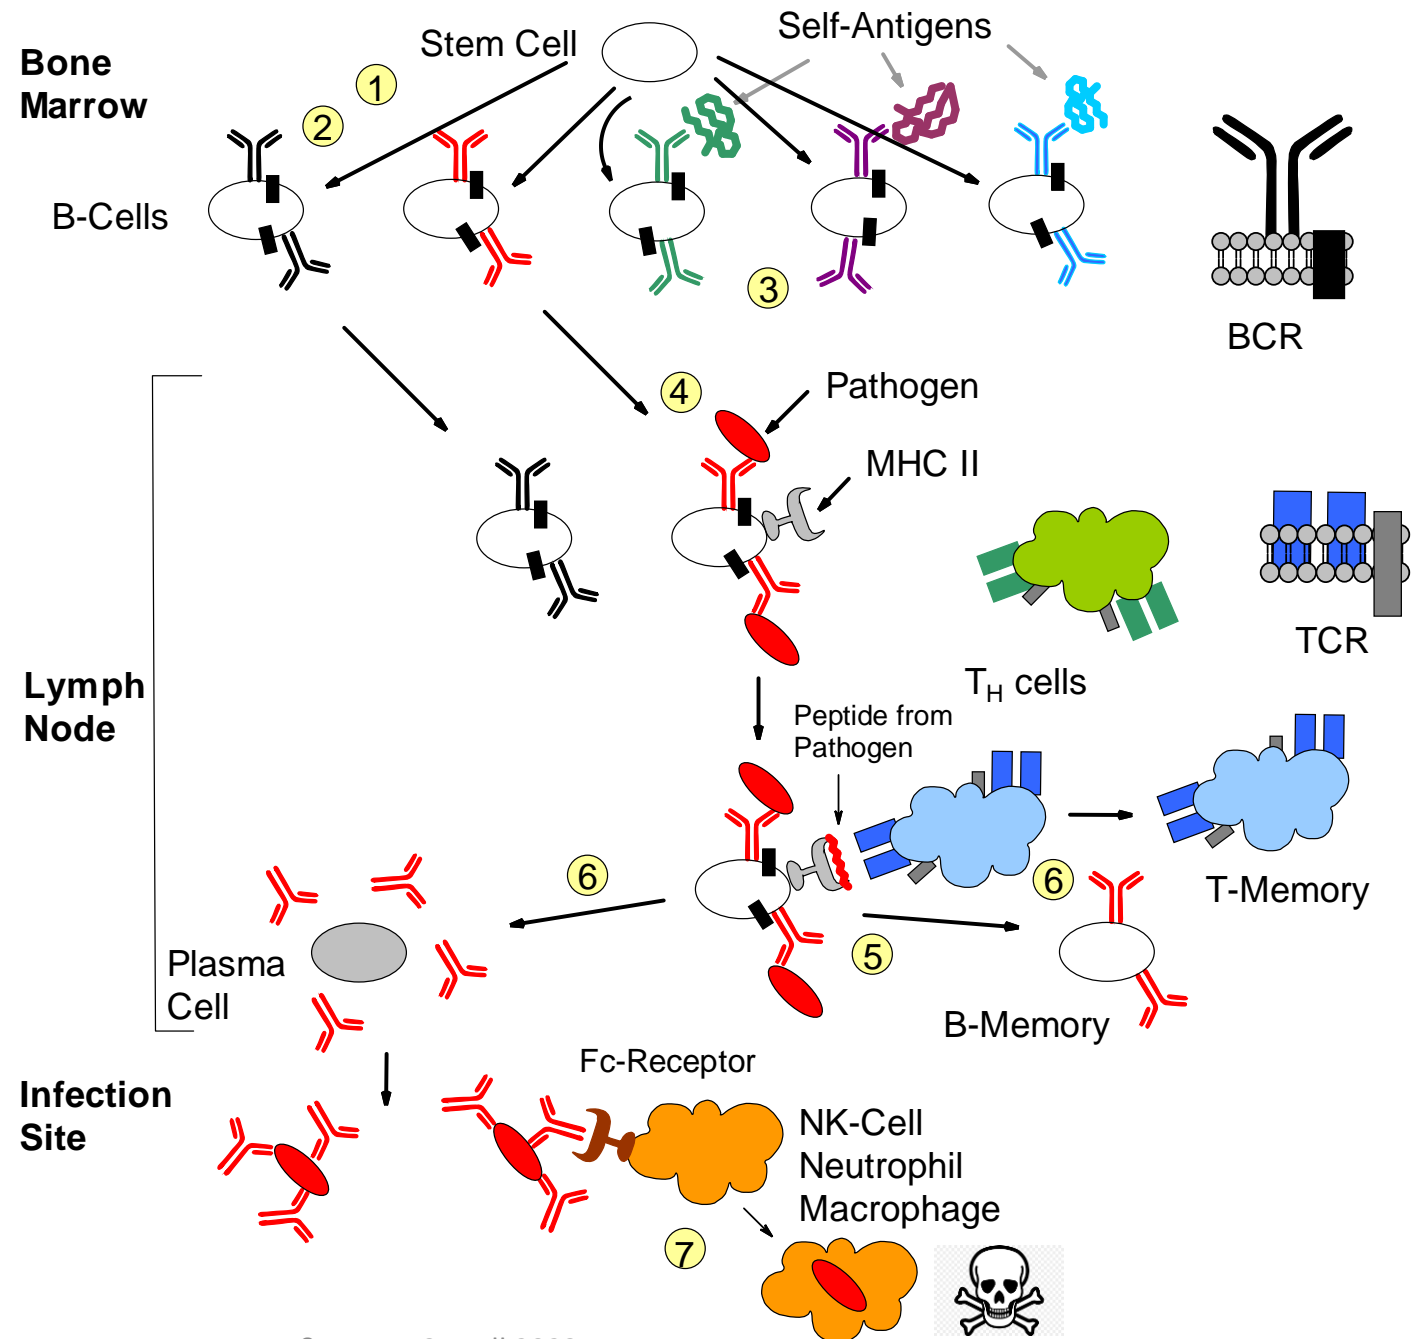 Stem Cell
Self-Antigens
Bone
Marrow
1
2
B-Cells
3
BCR
4
Pathogen
MHC II
TCR
TH cells
Lymph
Node
Peptide from
Pathogen
6
6
T-Memory
5
Plasma
Cell
B-Memory
Fc-Receptor
Infection
Site
NK-Cell
Neutrophil
Macrophage
7